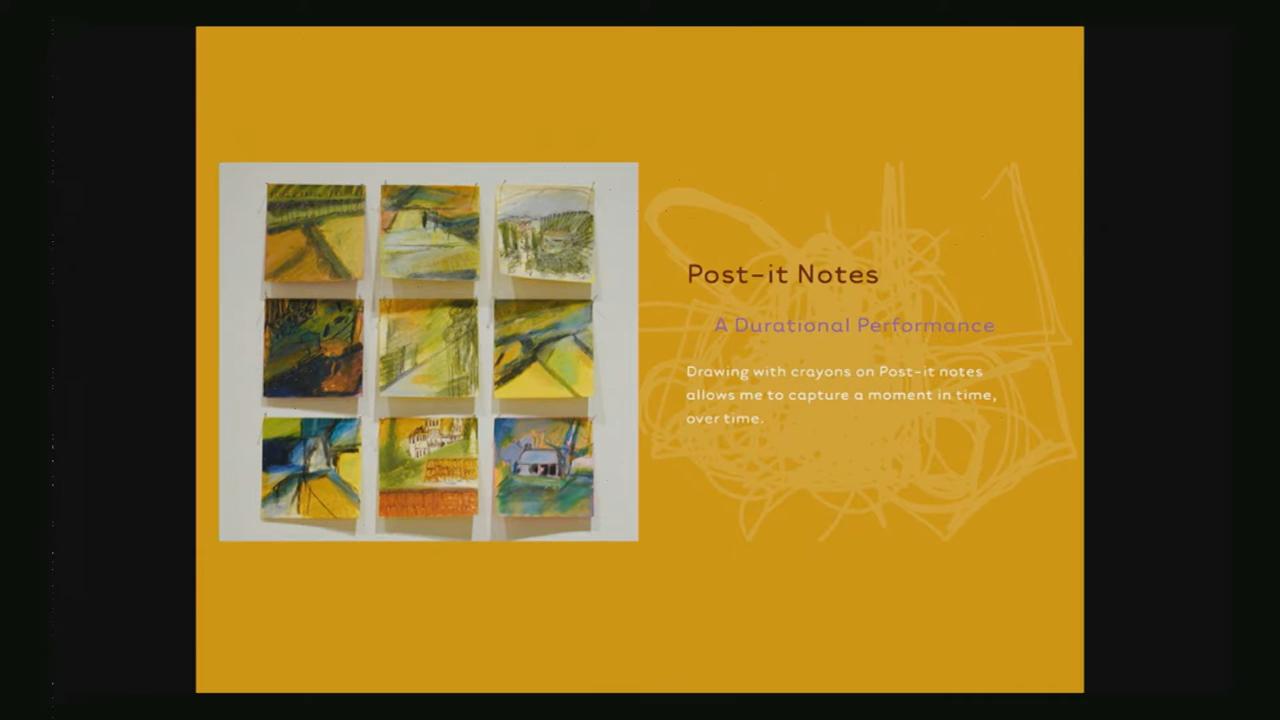 Post-it Notes
A Durational Performance
Drawing with crayons on Post-it notes
allows me to capture a moment in time,
over time.